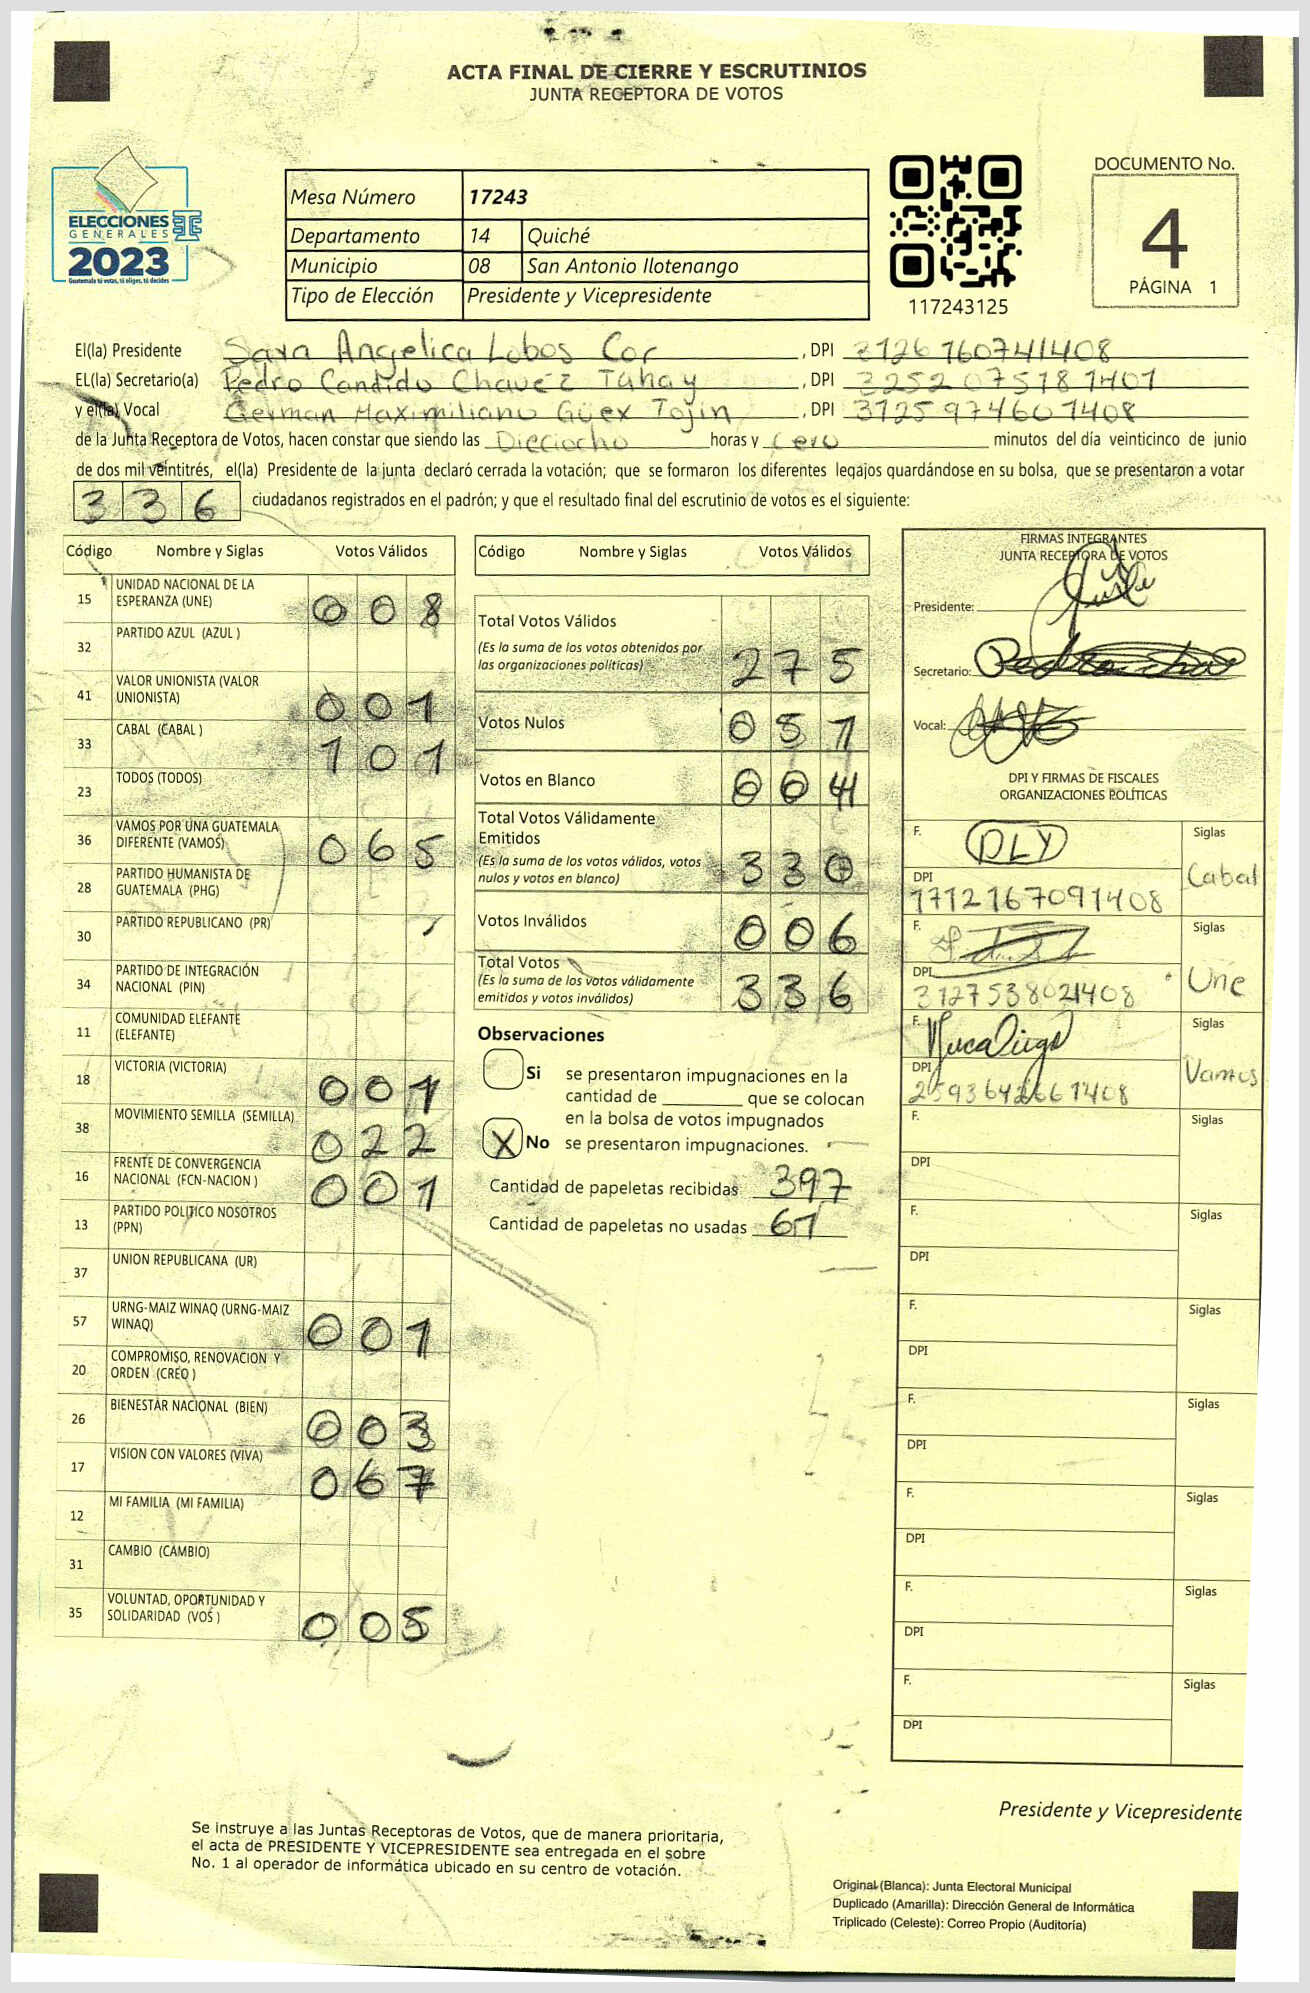 ACTA FINAL DE CIERRE Y ESCRUTINIOS
JUNTA RECEPTORA DE VOTOS
ELECCIONES
GENERALES
2023
Guatemala tú votas, tú eliges, tú decides
Mesa Número 17243
Departamento 14 Quiché
Municipio 08 San Antonio Ilotenango
Tipo de Elección Presidente y Vicepresidente
117243125
DOCUMENTO No.
4
PÁGINA 1
El(la) Presidente Sara Angelica Lobos Cor, DPI 3126160741408
EL(la) Secretario(a) Pedro Candido Chavez Tuhay, DPI 3252075181401
y el(la) Vocal German Maximiliano Güex Tojin, DPI 3125974601408
de la Junta Receptora de Votos, hacen constar que siendo las Dieciocho horas y cero minutos del día veinticinco de junio
de dos mil veintitrés, el(la) Presidente de la junta declaró cerrada la votación; que se formaron los diferentes legajos guardándose en su bolsa, que se presentaron a votar
336 ciudadanos registrados en el padrón; y que el resultado final del escrutinio de votos es el siguiente:
Código Nombre y Siglas Votos Válidos
15 UNIDAD NACIONAL DE LA ESPERANZA (UNE) 008
32 PARTIDO AZUL (AZUL )
41 VALOR UNIONISTA (VALOR UNIONISTA) 001
33 CABAL (CABAL ) 101
23 TODOS (TODOS)
36 VAMOS POR UNA GUATEMALA DIFERENTE (VAMOS) 065
28 PARTIDO HUMANISTA DE GUATEMALA (PHG)
30 PARTIDO REPUBLICANO (PR)
34 PARTIDO DE INTEGRACIÓN NACIONAL (PIN)
11 COMUNIDAD ELEFANTE (ELEFANTE)
18 VICTORIA (VICTORIA) 001
38 MOVIMIENTO SEMILLA (SEMILLA) 022
16 FRENTE DE CONVERGENCIA NACIONAL (FCN-NACION ) 001
13 PARTIDO POLITICO NOSOTROS (PPN)
37 UNION REPUBLICANA (UR)
57 URNG-MAIZ WINAQ (URNG-MAIZ WINAQ) 001
20 COMPROMISO, RENOVACION Y ORDEN (CREO )
26 BIENESTAR NACIONAL (BIEN) 003
17 VISION CON VALORES (VIVA) 067
12 MI FAMILIA (MI FAMILIA)
31 CAMBIO (CAMBIO)
35 VOLUNTAD, OPORTUNIDAD Y SOLIDARIDAD (VOS ) 005
Código Nombre y Siglas Votos Válidos
Total Votos Válidos
(Es la suma de los votos obtenidos por
las organizaciones políticas) 275
Votos Nulos 051
Votos en Blanco 004
Total Votos Válidamente
Emitidos
(Es la suma de los votos válidos, votos
nulos y votos en blanco) 330
Votos Inválidos 006
Total Votos
(Es la suma de los votos válidamente
emitidos y votos inválidos) 336
Observaciones
Si se presentaron impugnaciones en la
cantidad de ________ que se colocan
en la bolsa de votos impugnados
X No se presentaron impugnaciones.
Cantidad de papeletas recibidas 397
Cantidad de papeletas no usadas 61
FIRMAS INTEGRANTES
JUNTA RECEPTORA DE VOTOS
Presidente:
Secretario:
Vocal:
DPI Y FIRMAS DE FISCALES
ORGANIZACIONES POLÍTICAS
F. DLY Siglas
DPI Cabal
1712167091408
F. Siglas
DPI Une
3127538021408
F. Siglas
DPI Vamos
2593642661408
F. Siglas
DPI
F. Siglas
DPI
F. Siglas
DPI
F. Siglas
DPI
F. Siglas
DPI
F. Siglas
DPI
F. Siglas
DPI
Presidente y Vicepresidente
Se instruye a las Juntas Receptoras de Votos, que de manera prioritaria,
el acta de PRESIDENTE Y VICEPRESIDENTE sea entregada en el sobre
No. 1 al operador de informática ubicado en su centro de votación.
Original (Blanca): Junta Electoral Municipal
Duplicado (Amarilla): Dirección General de Informática
Triplicado (Celeste): Correo Propio (Auditoría)